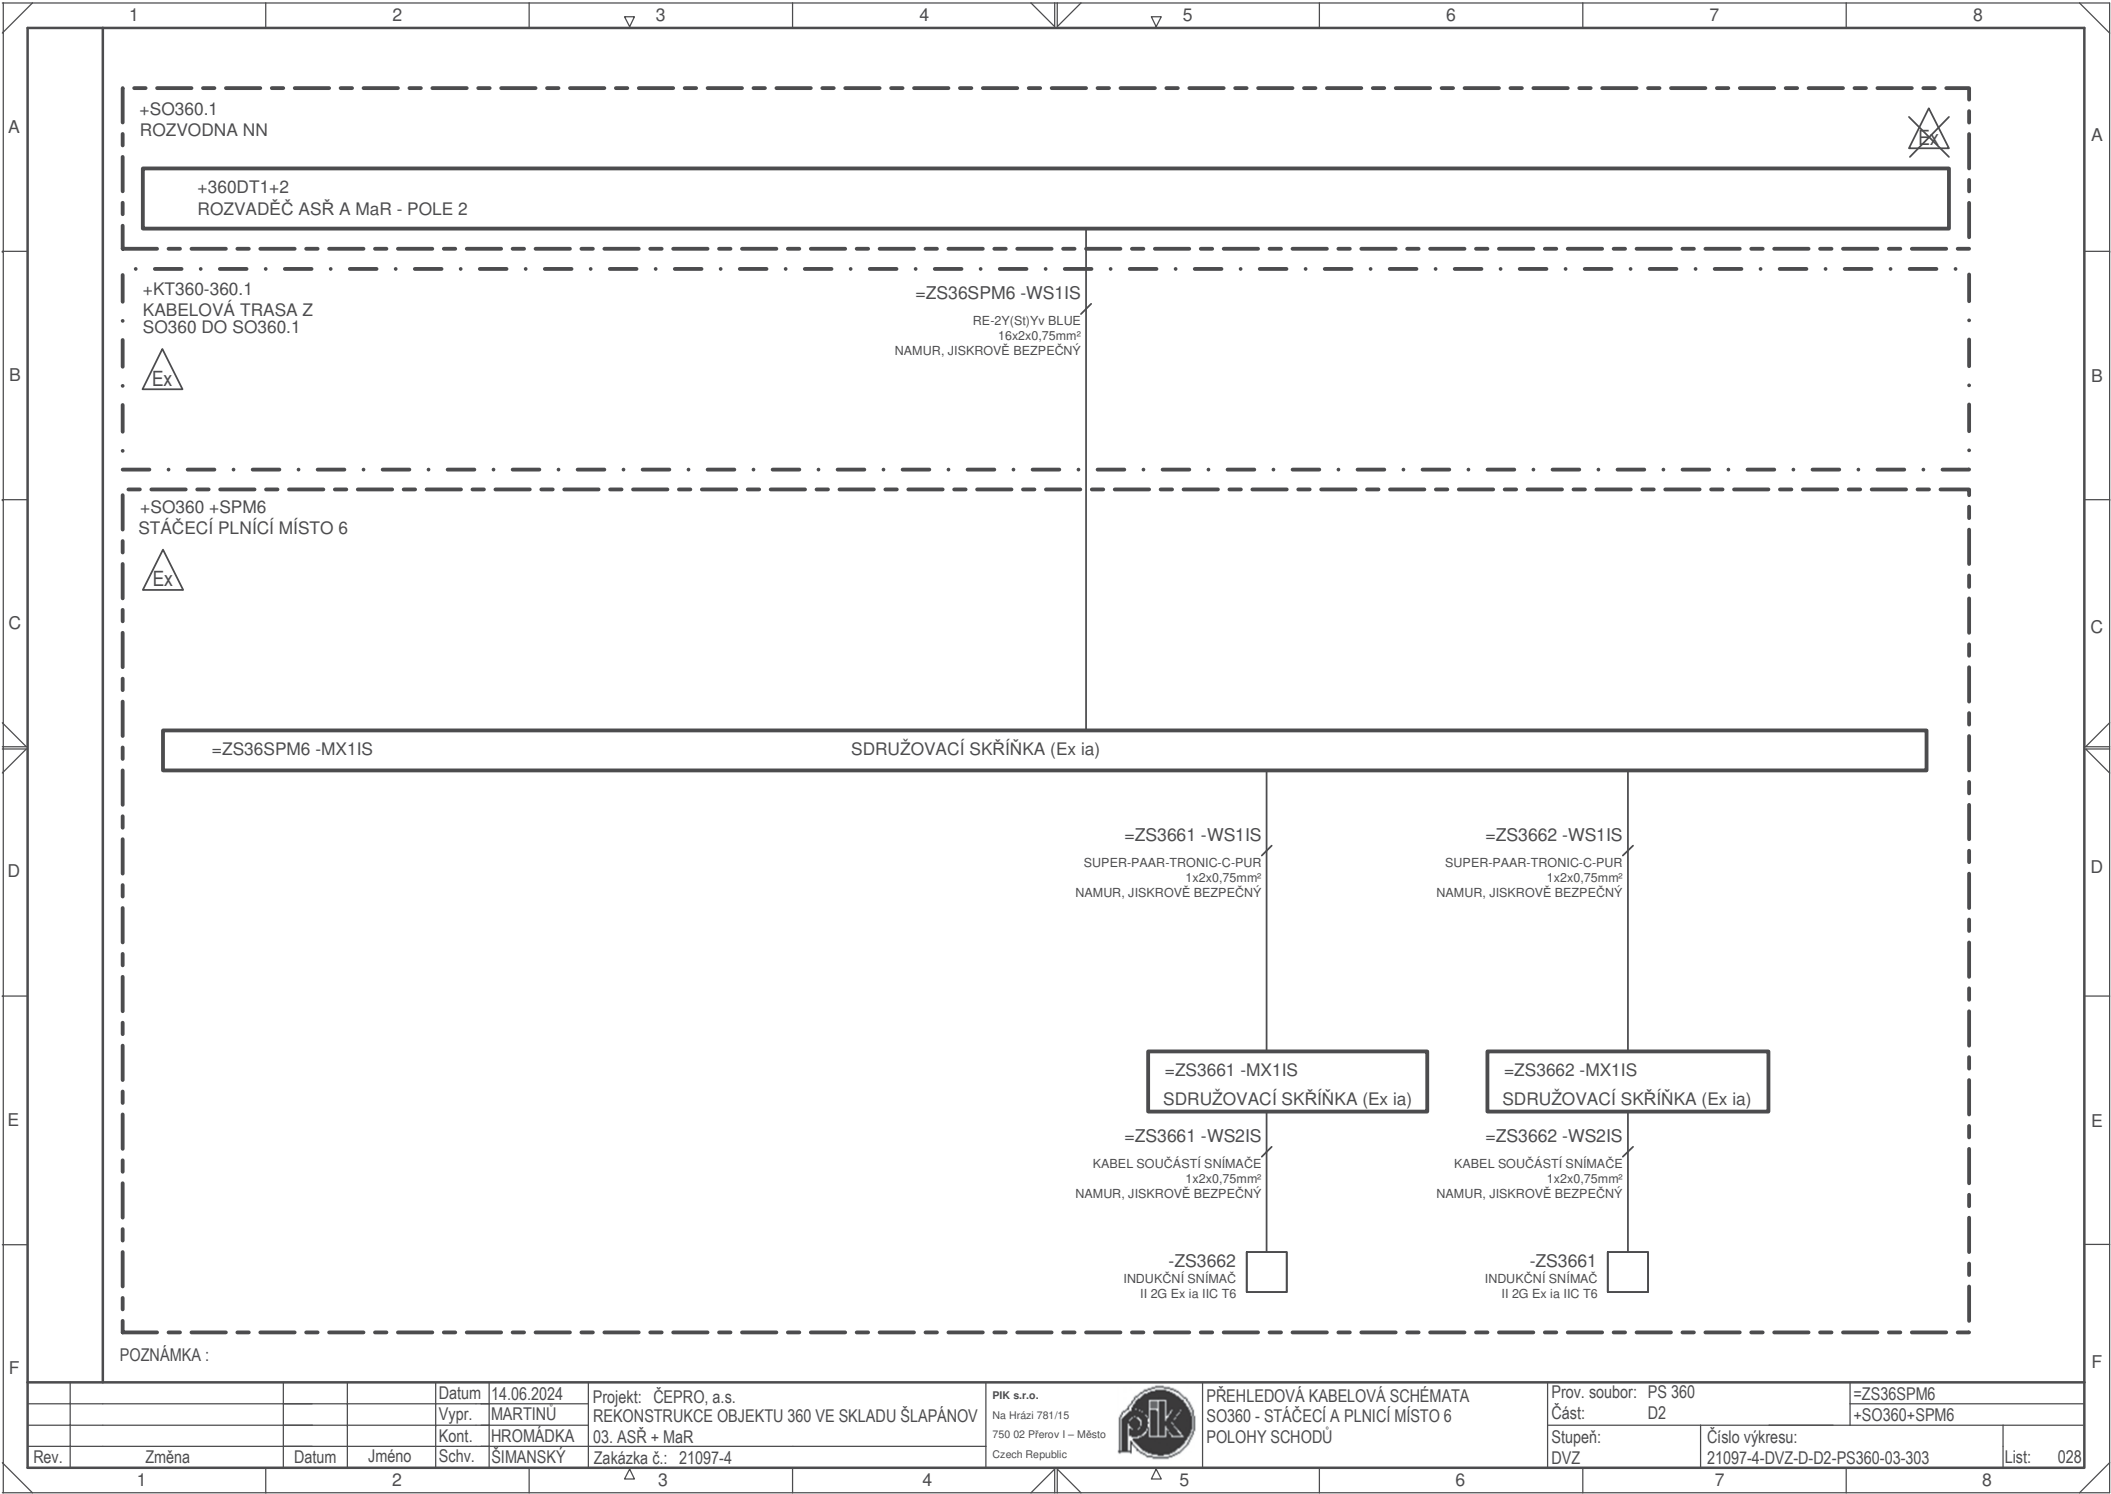 1 2 3 4 5 6 7 8
A
A
+SO360.1
ROZVODNA NN
Ex
+360DT1+2
ROZVADĚČ ASŘ A MaR - POLE 2
B
B
+KT360-360.1
KABELOVÁ TRASA Z
SO360 DO SO360.1
Ex
=ZS36SPM6 -WS1IS
RE-2Y(St)Yv BLUE
16x2x0,75mm²
NAMUR, JISKROVĚ BEZPEČNÝ
+SO360 +SPM6
STÁČECÍ PLNÍCÍ MÍSTO 6
Ex
C
C
=ZS36SPM6 -MX1IS SDRUŽOVACÍ SKŘÍŇKA (Ex ia)
D
D
=ZS3661 -WS1IS
SUPER-PAAR-TRONIC-C-PUR
1x2x0,75mm²
NAMUR, JISKROVĚ BEZPEČNÝ
=ZS3662 -WS1IS
SUPER-PAAR-TRONIC-C-PUR
1x2x0,75mm²
NAMUR, JISKROVĚ BEZPEČNÝ
=ZS3661 -MX1IS
SDRUŽOVACÍ SKŘÍŇKA (Ex ia)
=ZS3662 -MX1IS
SDRUŽOVACÍ SKŘÍŇKA (Ex ia)
E
E
=ZS3661 -WS2IS
KABEL SOUČÁSTÍ SNÍMAČE
1x2x0,75mm²
NAMUR, JISKROVĚ BEZPEČNÝ
=ZS3662 -WS2IS
KABEL SOUČÁSTÍ SNÍMAČE
1x2x0,75mm²
NAMUR, JISKROVĚ BEZPEČNÝ
-ZS3662
INDUKČNÍ SNÍMAČ
II 2G Ex ia IIC T6
-ZS3661
INDUKČNÍ SNÍMAČ
II 2G Ex ia IIC T6
POZNÁMKA :
F
F
Rev. Změna Datum Jméno
Datum 14.06.2024
Vypr. MARTINŮ
Kont. HROMÁDKA
Schv. ŠIMANSKÝ
Projekt: ČEPRO, a.s.
REKONSTRUKCE OBJEKTU 360 VE SKLADU ŠLAPÁNOV
03. ASŘ + MaR
Zakázka č.: 21097-4
PIK s.r.o.
Na Hrázi 781/15
750 02 Přerov I – Město
Czech Republic
pik
PŘEHLEDOVÁ KABELOVÁ SCHÉMATA
SO360 - STÁČECÍ A PLNICÍ MÍSTO 6
POLOHY SCHODŮ
Prov. soubor: PS 360
Část: D2
=ZS36SPM6
+SO360+SPM6
Stupeň:
DVZ
Číslo výkresu:
21097-4-DVZ-D-D2-PS360-03-303
List: 028
1 2 3 4 5 6 7 8